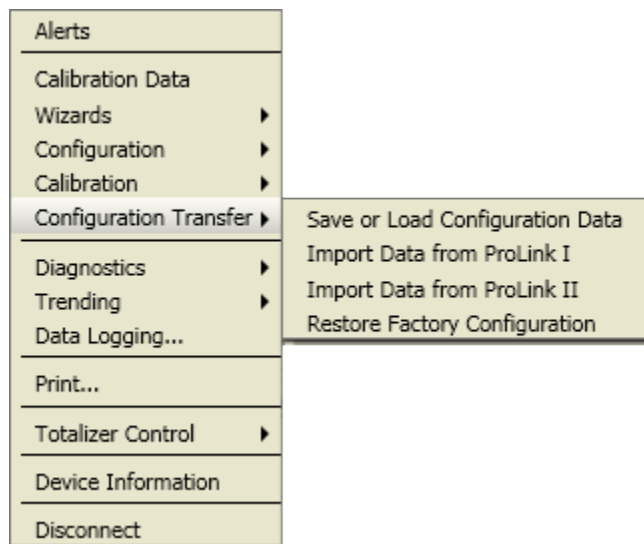 Alerts
Calibration Data
Wizards
Configuration
Calibration
Configuration Transfer
Save or Load Configuration Data
Import Data from ProLink I
Import Data from ProLink II
Restore Factory Configuration
Diagnostics
Trending
Data Logging...
Print...
Totalizer Control
Device Information
Disconnect